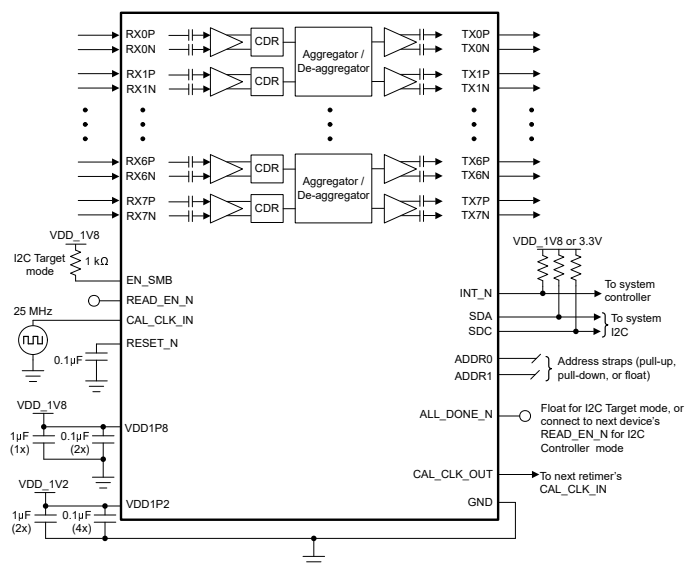 RX0P
RX0N
CDR
Aggregator /
De-aggregator
TX0P
TX0N
RX1P
RX1N
CDR
TX1P
TX1N
RX6P
RX6N
CDR
Aggregator /
De-aggregator
TX6P
TX6N
RX7P
RX7N
CDR
TX7P
TX7N
VDD_1V8
I2C Target
mode
1 kΩ
EN_SMB
READ_EN_N
25 MHz
CAL_CLK_IN
RESET_N
0.1µF
VDD_1V8
VDD1P8
1µF
(1x)
0.1µF
(2x)
VDD_1V2
VDD1P2
1µF
(2x)
0.1µF
(4x)
VDD_1V8 or 3.3V
INT_N
To system
controller
SDA
SDC
To system
I2C
ADDR0
ADDR1
Address straps (pull-up,
pull-down, or float)
ALL_DONE_N
Float for I2C Target mode, or
connect to next device's
READ_EN_N for I2C
Controller mode
CAL_CLK_OUT
To next retimer's
CAL_CLK_IN
GND